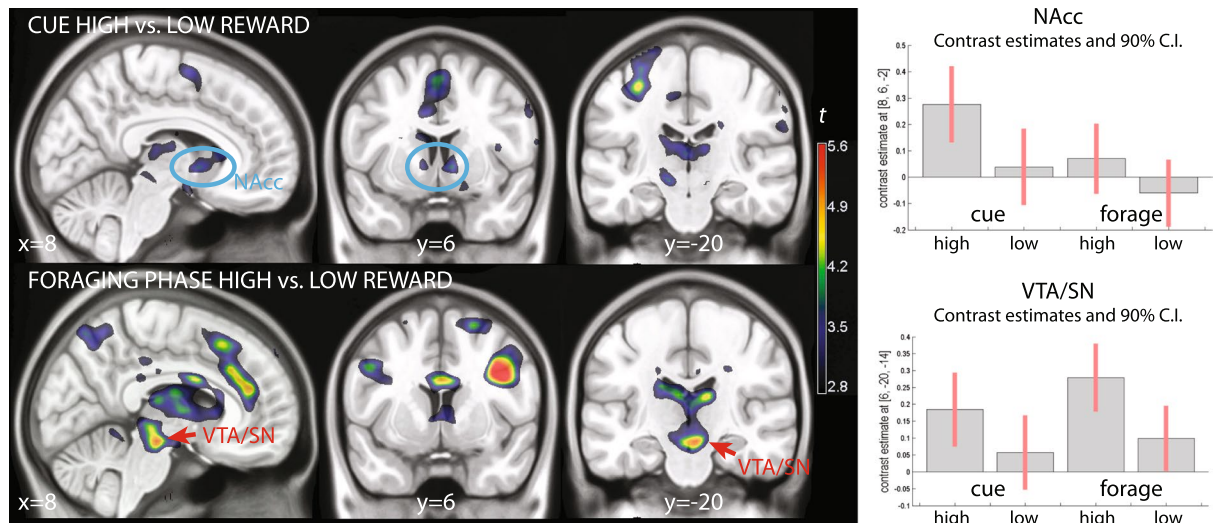 CUE HIGH vs. LOW REWARD
NAcc
x=8
y=6
y=-20
FORAGING PHASE HIGH vs. LOW REWARD
VTA/SN
VTA/SN
x=8
y=6
y=-20
t
5.6
4.9
4.2
3.5
2.8
NAcc
Contrast estimates and 90% C.I.
contrast estimate at [8, 6, -2]
0.5
0.4
0.3
0.2
0.1
0
-0.1
-0.2
cue
forage
high
low
high
low
VTA/SN
Contrast estimates and 90% C.I.
contrast estimate at [6, -20, -14]
0.4
0.35
0.3
0.25
0.2
0.15
0.1
0.05
0
-0.05
-0.1
cue
forage
high
low
high
low